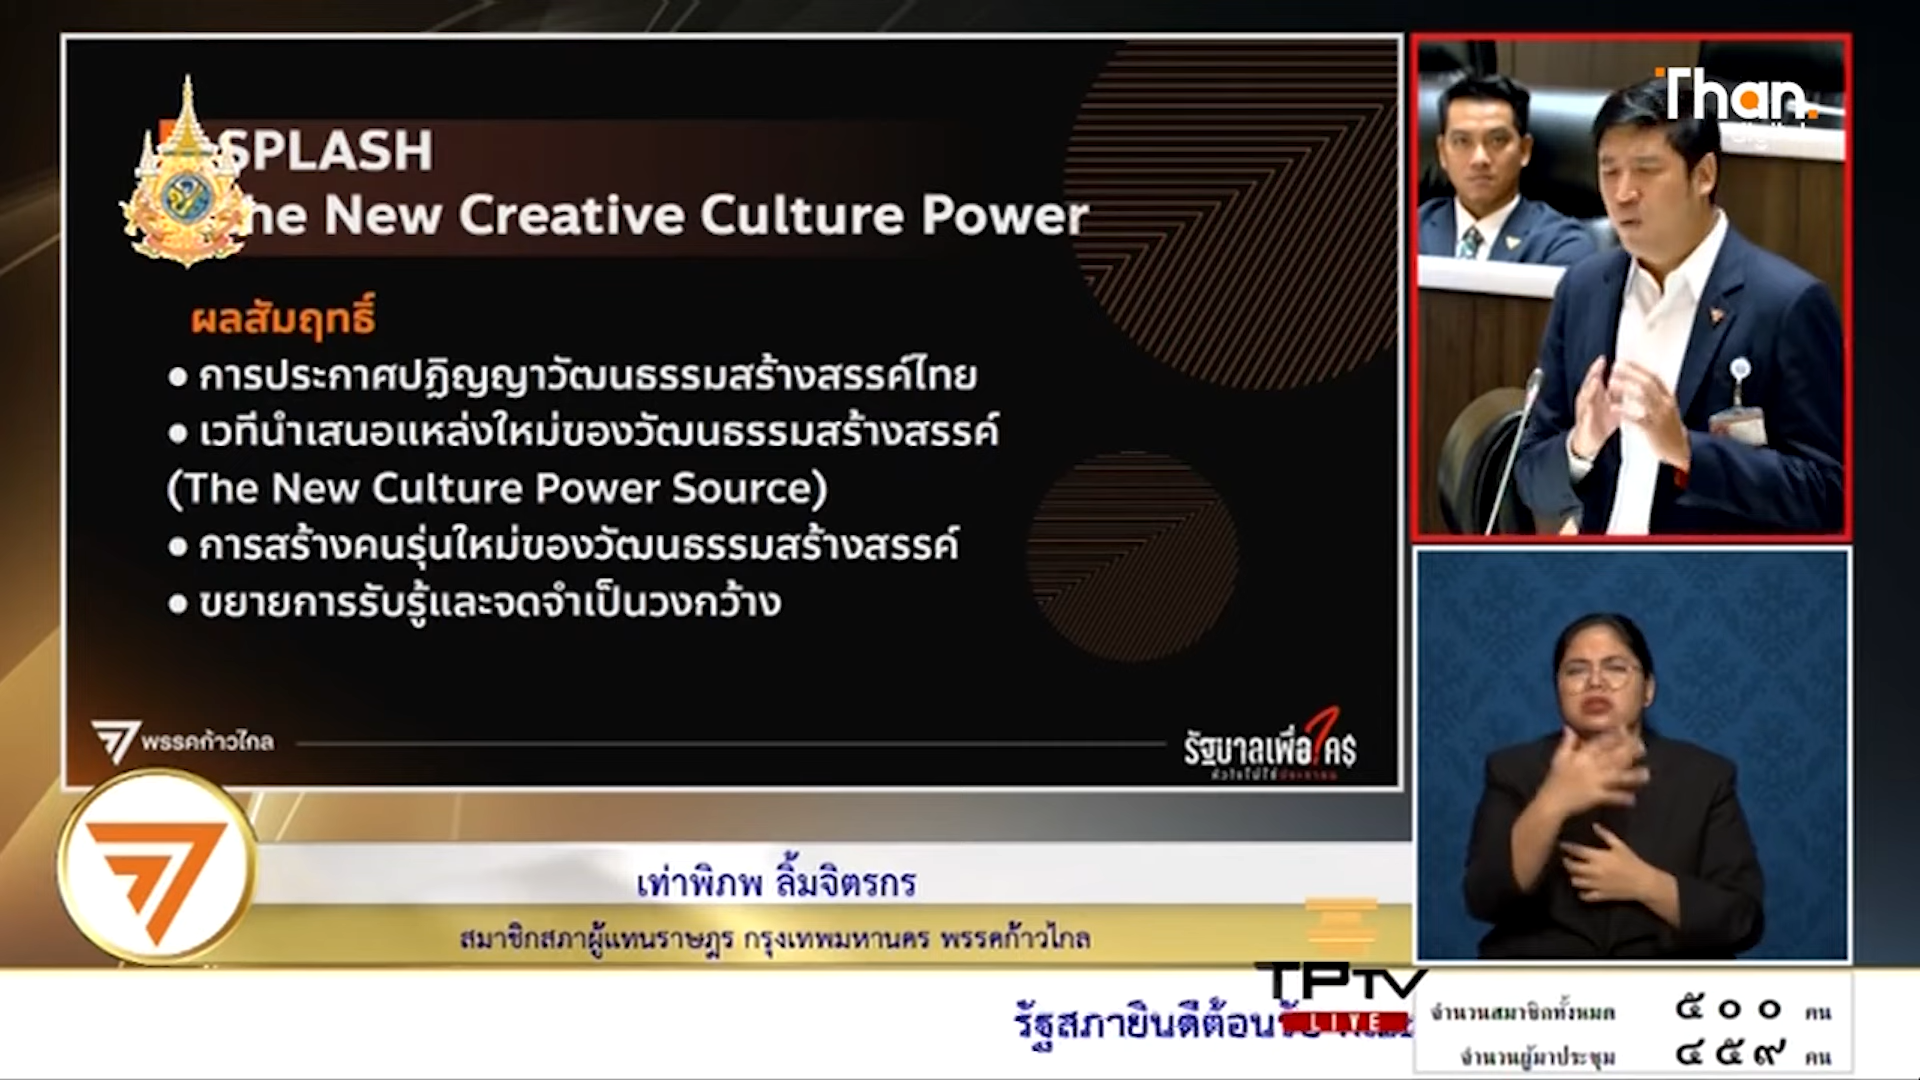 SPLASH
he New Creative Culture Power
ผลสัมฤทธิ์
● การประกาศปฏิญญาวัฒนธรรมสร้างสรรค์ไทย
● เวทีนำเสนอแหล่งใหม่ของวัฒนธรรมสร้างสรรค์
(The New Culture Power Source)
● การสร้างคนรุ่นใหม่ของวัฒนธรรมสร้างสรรค์
● ขยายการรับรู้และจดจำเป็นวงกว้าง
พรรคก้าวไกล
รัฐบาลเพื่อใคร$
Than.
digital
เท่าพิภพ ลิ้มจิตรกร
สมาชิกสภาผู้แทนราษฎร กรุงเทพมหานคร พรรคก้าวไกล
TPTV
LIVE
รัฐสภายินดีต้อนรับ
จำนวนสมาชิกทั้งหมด ๕๐๐ คน
จำนวนผู้มาประชุม ๔๕๙ คน